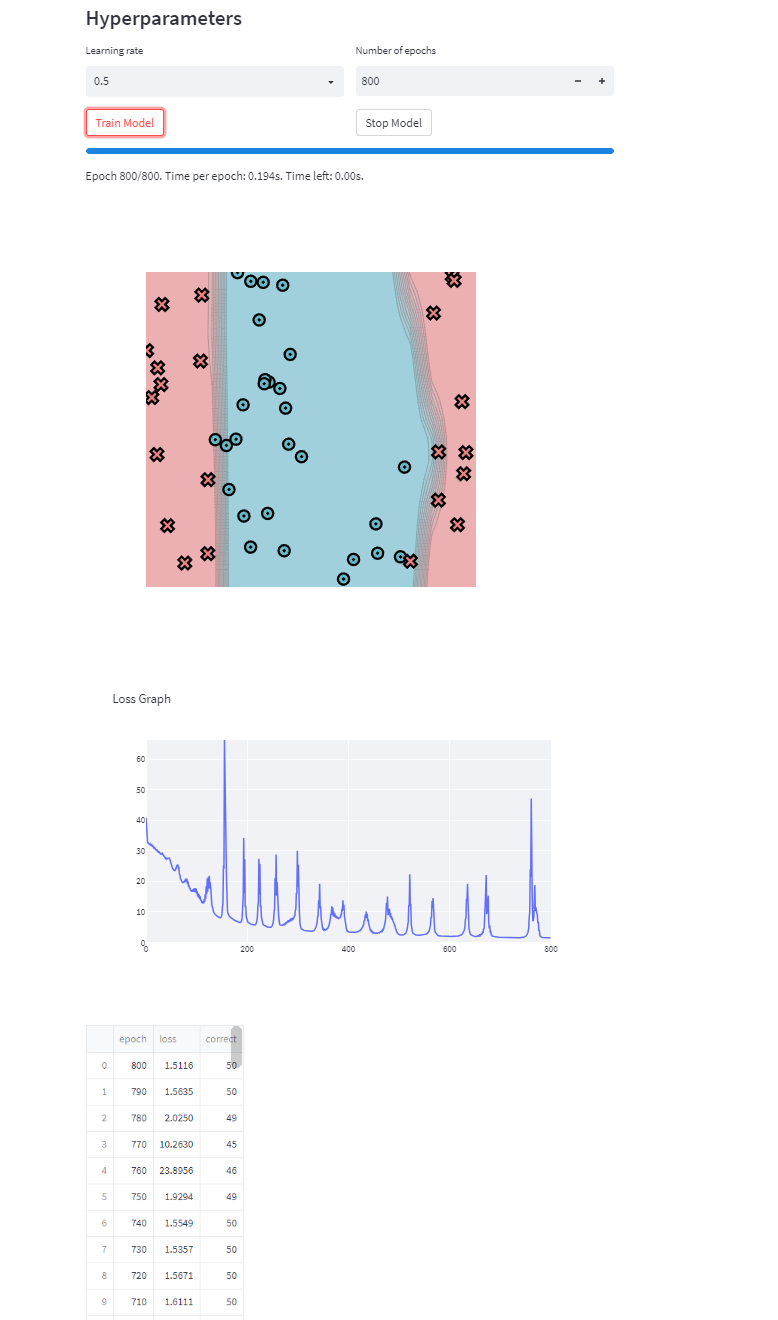 Hyperparameters
Learning rate
Number of epochs
0.5
800
Train Model
Stop Model
Epoch 800/800. Time per epoch: 0.194s. Time left: 0.00s.
Loss Graph
60
50
40
30
20
10
0
0 200 400 600 800
epoch loss correct
0 800 1.5116 50
1 790 1.5635 50
2 780 2.0250 49
3 770 10.2630 45
4 760 23.8956 46
5 750 1.9294 49
6 740 1.5549 50
7 730 1.5357 50
8 720 1.5671 50
9 710 1.6111 50